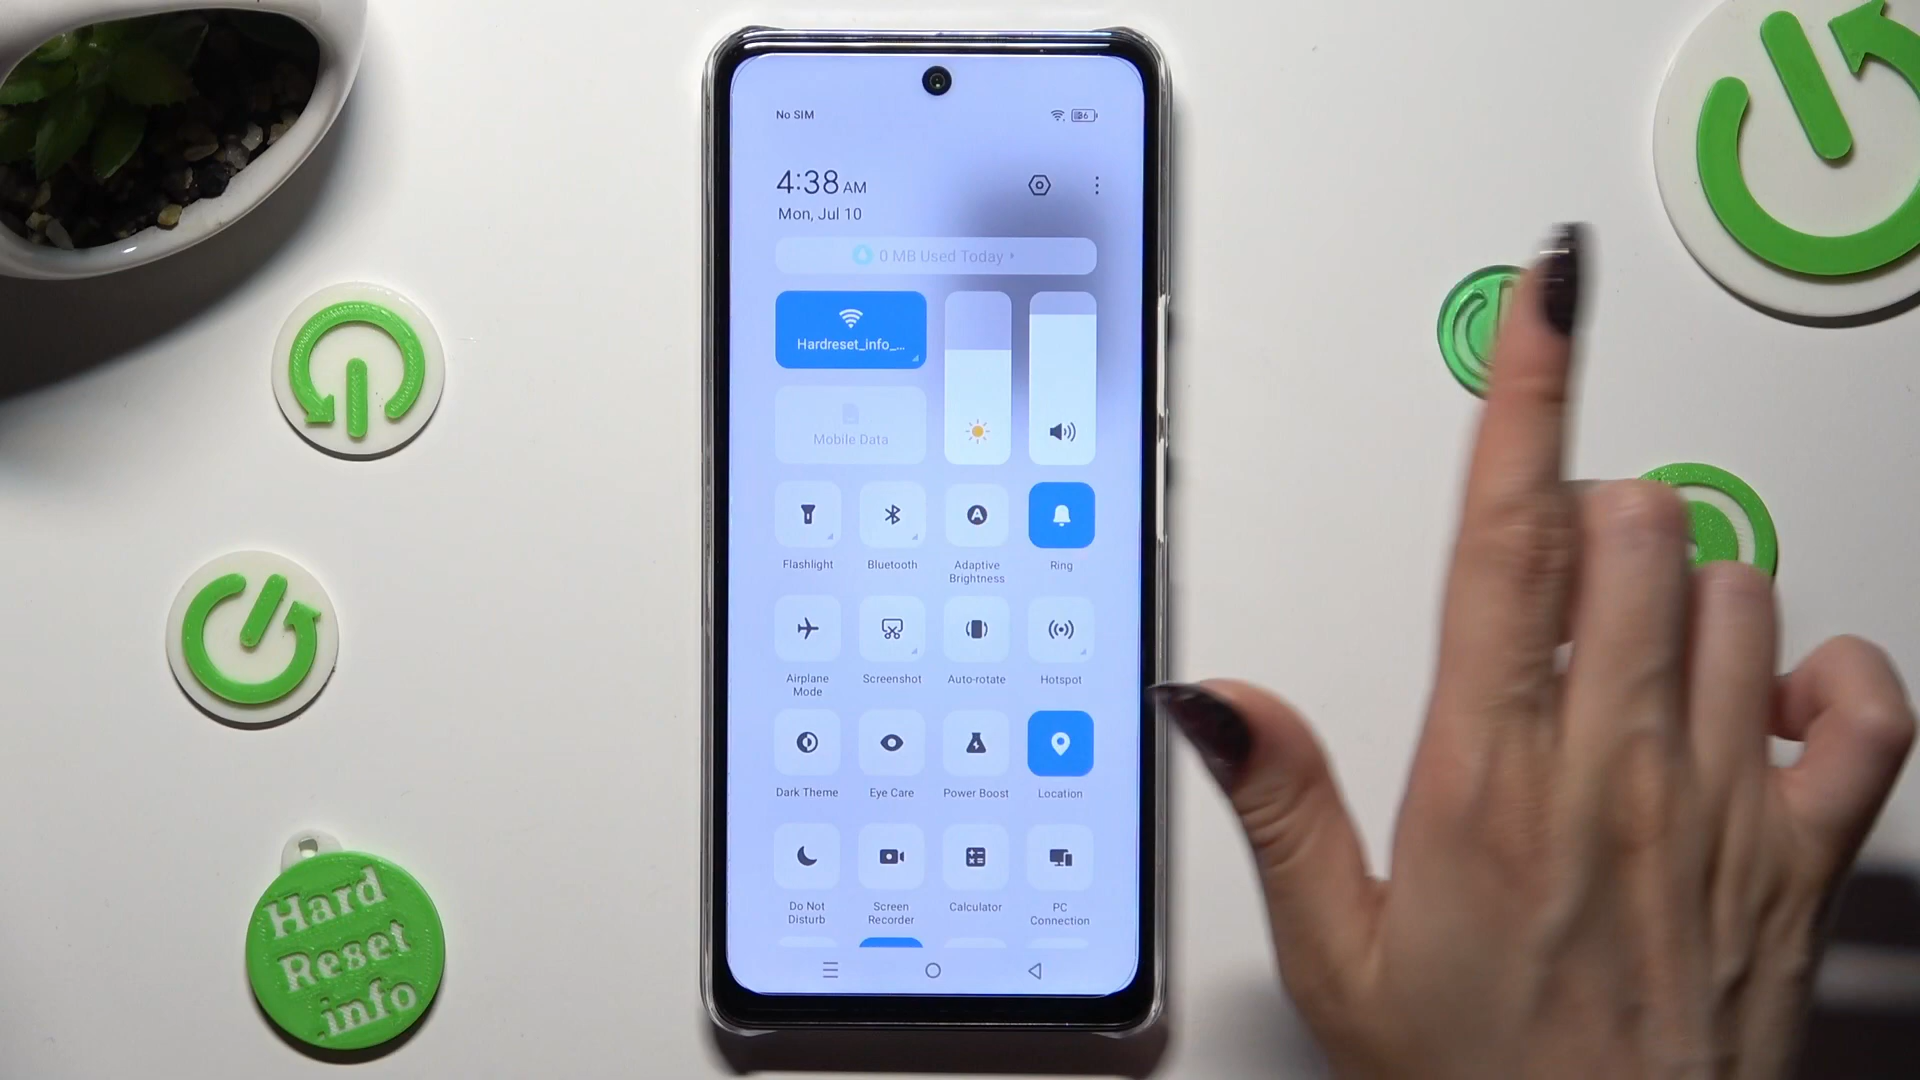 No SIM
4:38 AM
Mon, Jul 10
0 MB Used Today
Hardreset_info_...
Mobile Data
Flashlight
Bluetooth
Adaptive
Brightness
Ring
Airplane
Mode
Screenshot
Auto-rotate
Hotspot
Dark Theme
Eye Care
Power Boost
Location
Do Not
Disturb
Screen
Recorder
Calculator
PC
Connection
Hard
Reset
.info